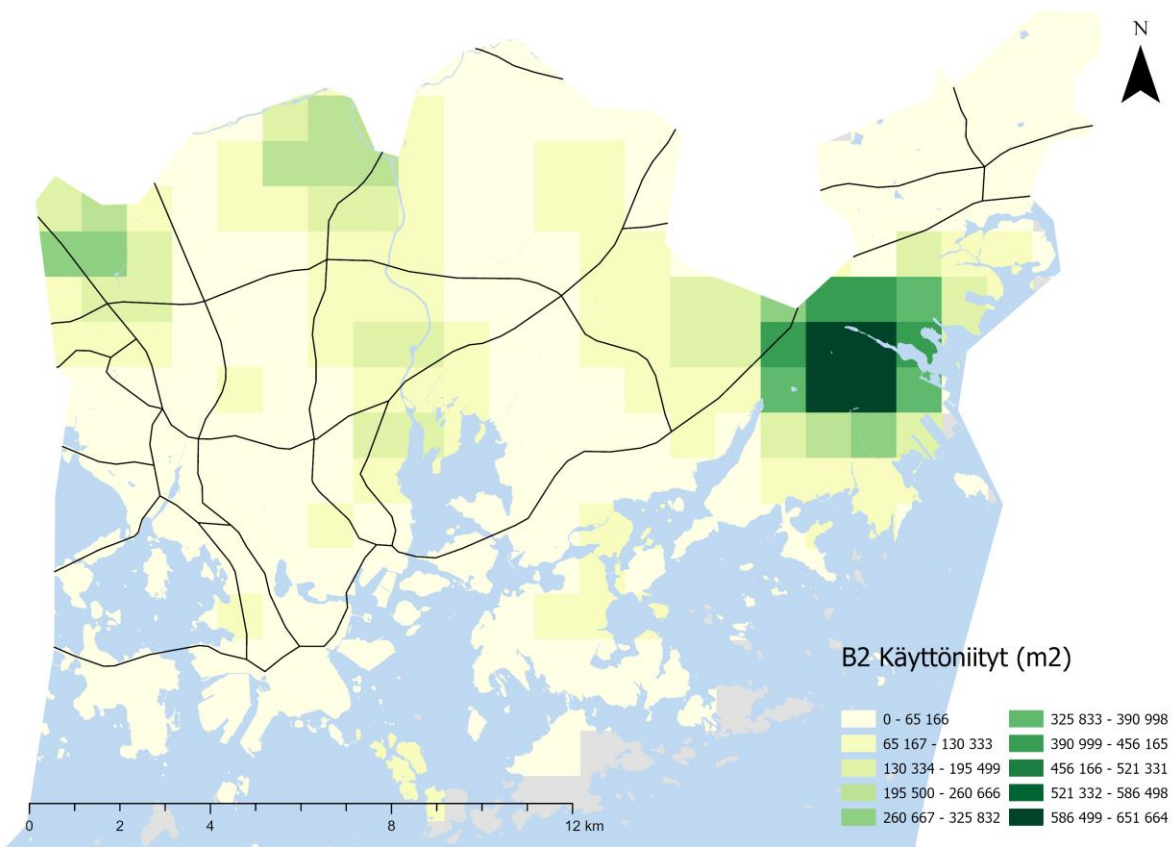 N
B2 Käyttöniityt (m2)
0 - 65 166
65 167 - 130 333
130 334 - 195 499
195 500 - 260 666
260 667 - 325 832
325 833 - 390 998
390 999 - 456 165
456 166 - 521 331
521 332 - 586 498
586 499 - 651 664
0 2 4 8 12 km